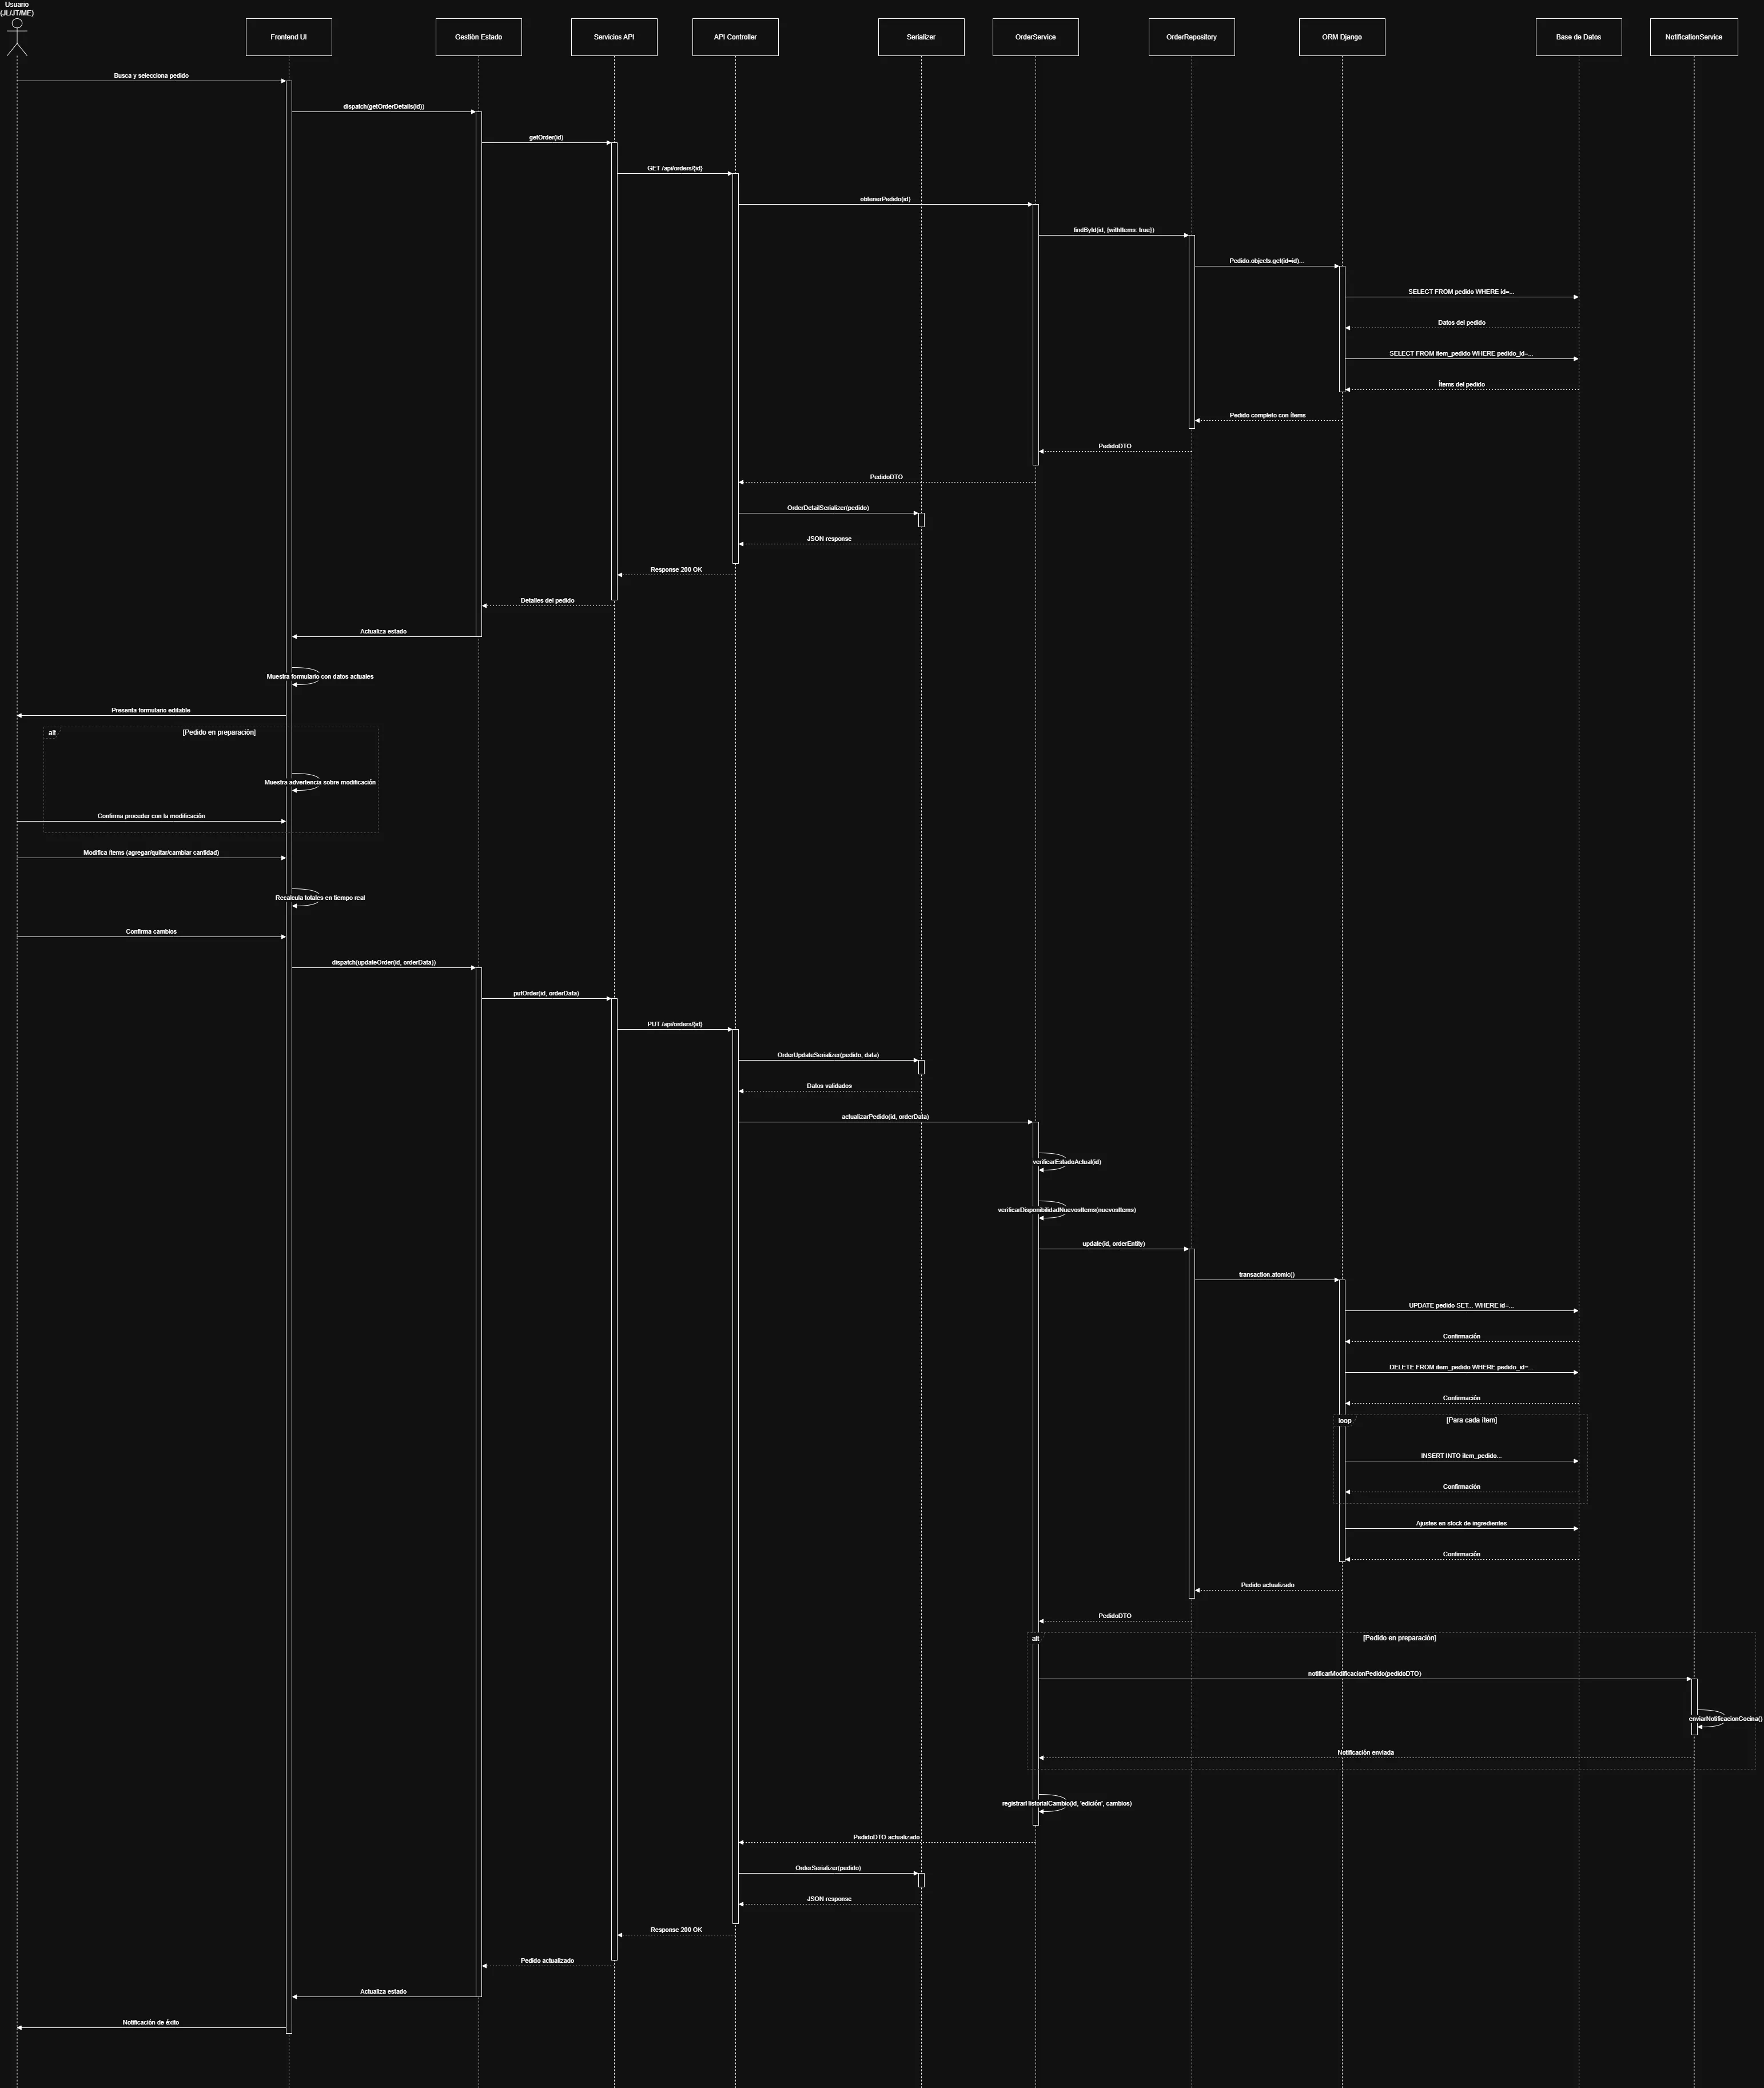 Usuario
(JL/JT/ME)
Frontend UI
Gestión Estado
Servicios API
API Controller
Serializer
OrderService
OrderRepository
ORM Django
Base de Datos
NotificationService
Busca y selecciona pedido
dispatch(getOrderDetails(id))
getOrder(id)
GET /api/orders/{id}
obtenerPedido(id)
findById(id, {withItems: true})
Pedido.objects.get(id=id)...
SELECT FROM pedido WHERE id=...
Datos del pedido
SELECT FROM item_pedido WHERE pedido_id=...
Ítems del pedido
Pedido completo con ítems
PedidoDTO
PedidoDTO
OrderDetailSerializer(pedido)
JSON response
Response 200 OK
Detalles del pedido
Actualiza estado
Muestra formulario con datos actuales
Presenta formulario editable
alt
[Pedido en preparación]
Muestra advertencia sobre modificación
Confirma proceder con la modificación
Modifica ítems (agregar/quitar/cambiar cantidad)
Recalcula totales en tiempo real
Confirma cambios
dispatch(updateOrder(id, orderData))
putOrder(id, orderData)
PUT /api/orders/{id}
OrderUpdateSerializer(pedido, data)
Datos validados
actualizarPedido(id, orderData)
verificarEstadoActual(id)
verificarDisponibilidadNuevosItems(nuevosItems)
update(id, orderEntity)
transaction.atomic()
UPDATE pedido SET... WHERE id=...
Confirmación
DELETE FROM item_pedido WHERE pedido_id=...
Confirmación
loop
[Para cada ítem]
INSERT INTO item_pedido...
Confirmación
Ajustes en stock de ingredientes
Confirmación
Pedido actualizado
PedidoDTO
alt
[Pedido en preparación]
notificarModificacionPedido(pedidoDTO)
enviarNotificacionCocina()
Notificación enviada
registrarHistorialCambio(id, 'edición', cambios)
PedidoDTO actualizado
OrderSerializer(pedido)
JSON response
Response 200 OK
Pedido actualizado
Actualiza estado
Notificación de éxito